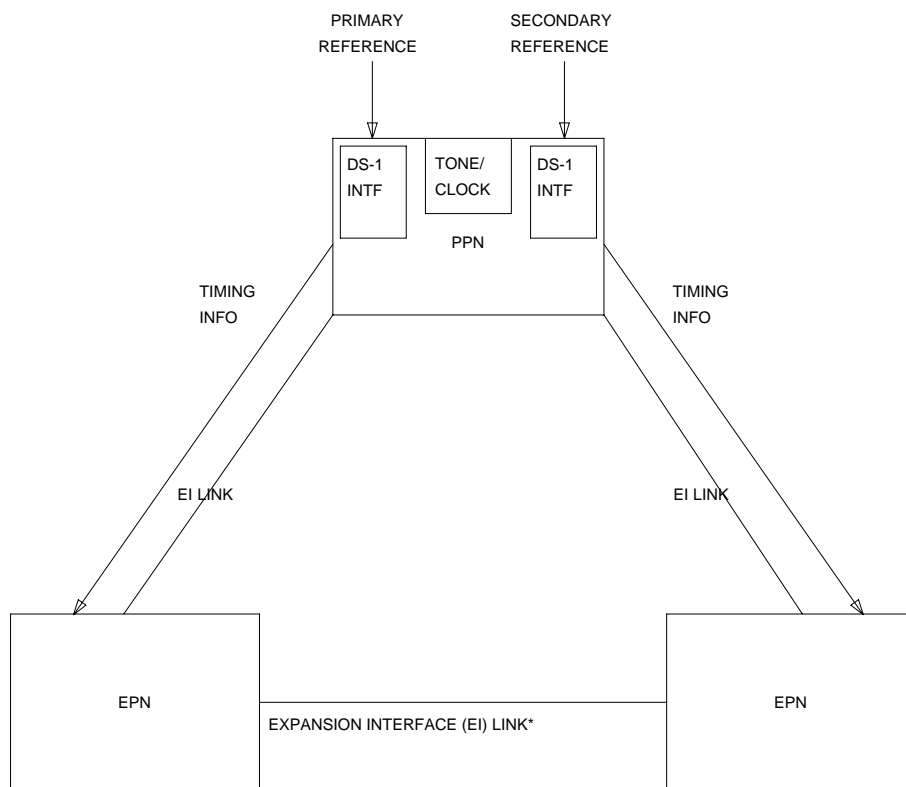 PRIMARY
REFERENCE
SECONDARY
REFERENCE
DS-1
INTF
TONE/
CLOCK
DS-1
INTF
PPN
TIMING
INFO
TIMING
INFO
EI LINK
EI LINK
EPN
EPN
EXPANSION INTERFACE (EI) LINK*